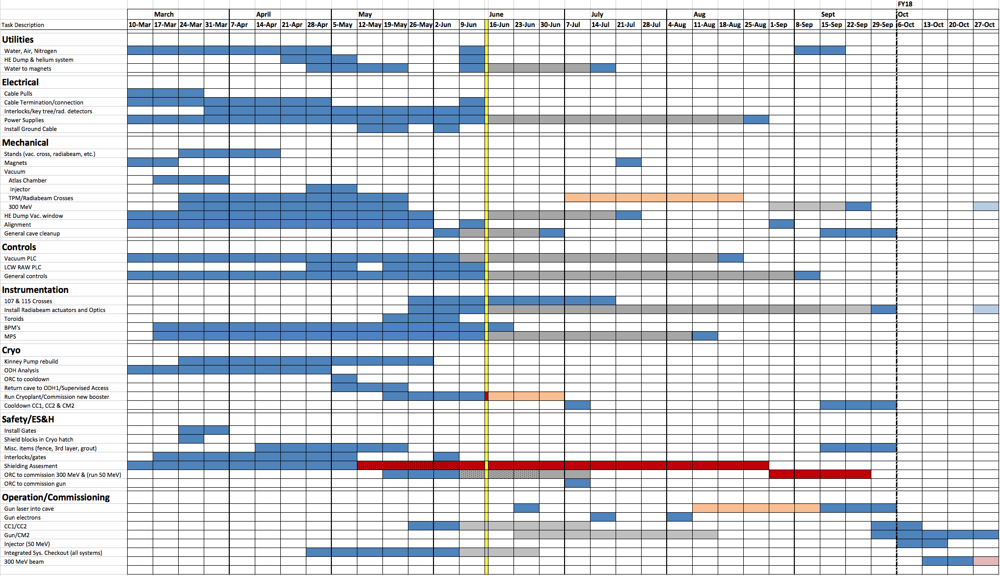 FY18
March April May June July Aug Sept Oct
Task Description 10-Mar 17-Mar 24-Mar 31-Mar 7-Apr 14-Apr 21-Apr 28-Apr 5-May 12-May 19-May 26-May 2-Jun 9-Jun 16-Jun 23-Jun 30-Jun 7-Jul 14-Jul 21-Jul 28-Jul 4-Aug 11-Aug 18-Aug 25-Aug 1-Sep 8-Sep 15-Sep 22-Sep 29-Sep 6-Oct 13-Oct 20-Oct 27-Oct
Utilities
Water, Air, Nitrogen
HE Dump & helium system
Water to magnets
Electrical
Cable Pulls
Cable Termination/connection
Interlocks/key tree/rad. detectors
Power Supplies
Install Ground Cable
Mechanical
Stands (vac. cross, radiabeam, etc.)
Magnets
Vacuum
Atlas Chamber
Injector
TPM/Radiabeam Crosses
300 MeV
HE Dump Vac. window
Alignment
General cave cleanup
Controls
Vacuum PLC
LCW RAW PLC
General controls
Instrumentation
107 & 115 Crosses
Install Radiabeam actuators and Optics
Toroids
BPM's
MPS
Cryo
Kinney Pump rebuild
ODH Analysis
ORC to cooldown
Return cave to ODH1/Supervised Access
Run Cryoplant/Commission new booster
Cooldown CC1, CC2 & CM2
Safety/ES&H
Install Gates
Shield blocks in Cryo hatch
Misc. items (fence, 3rd layer, grout)
Interlocks/gates
Shielding Assesment
ORC to commission 300 MeV & (run 50 MeV)
ORC to commission gun
Operation/Commissioning
Gun laser into cave
Gun electrons
CC1/CC2
Gun/CM2
Injector (50 MeV)
Integrated Sys. Checkout (all systems)
300 MeV beam